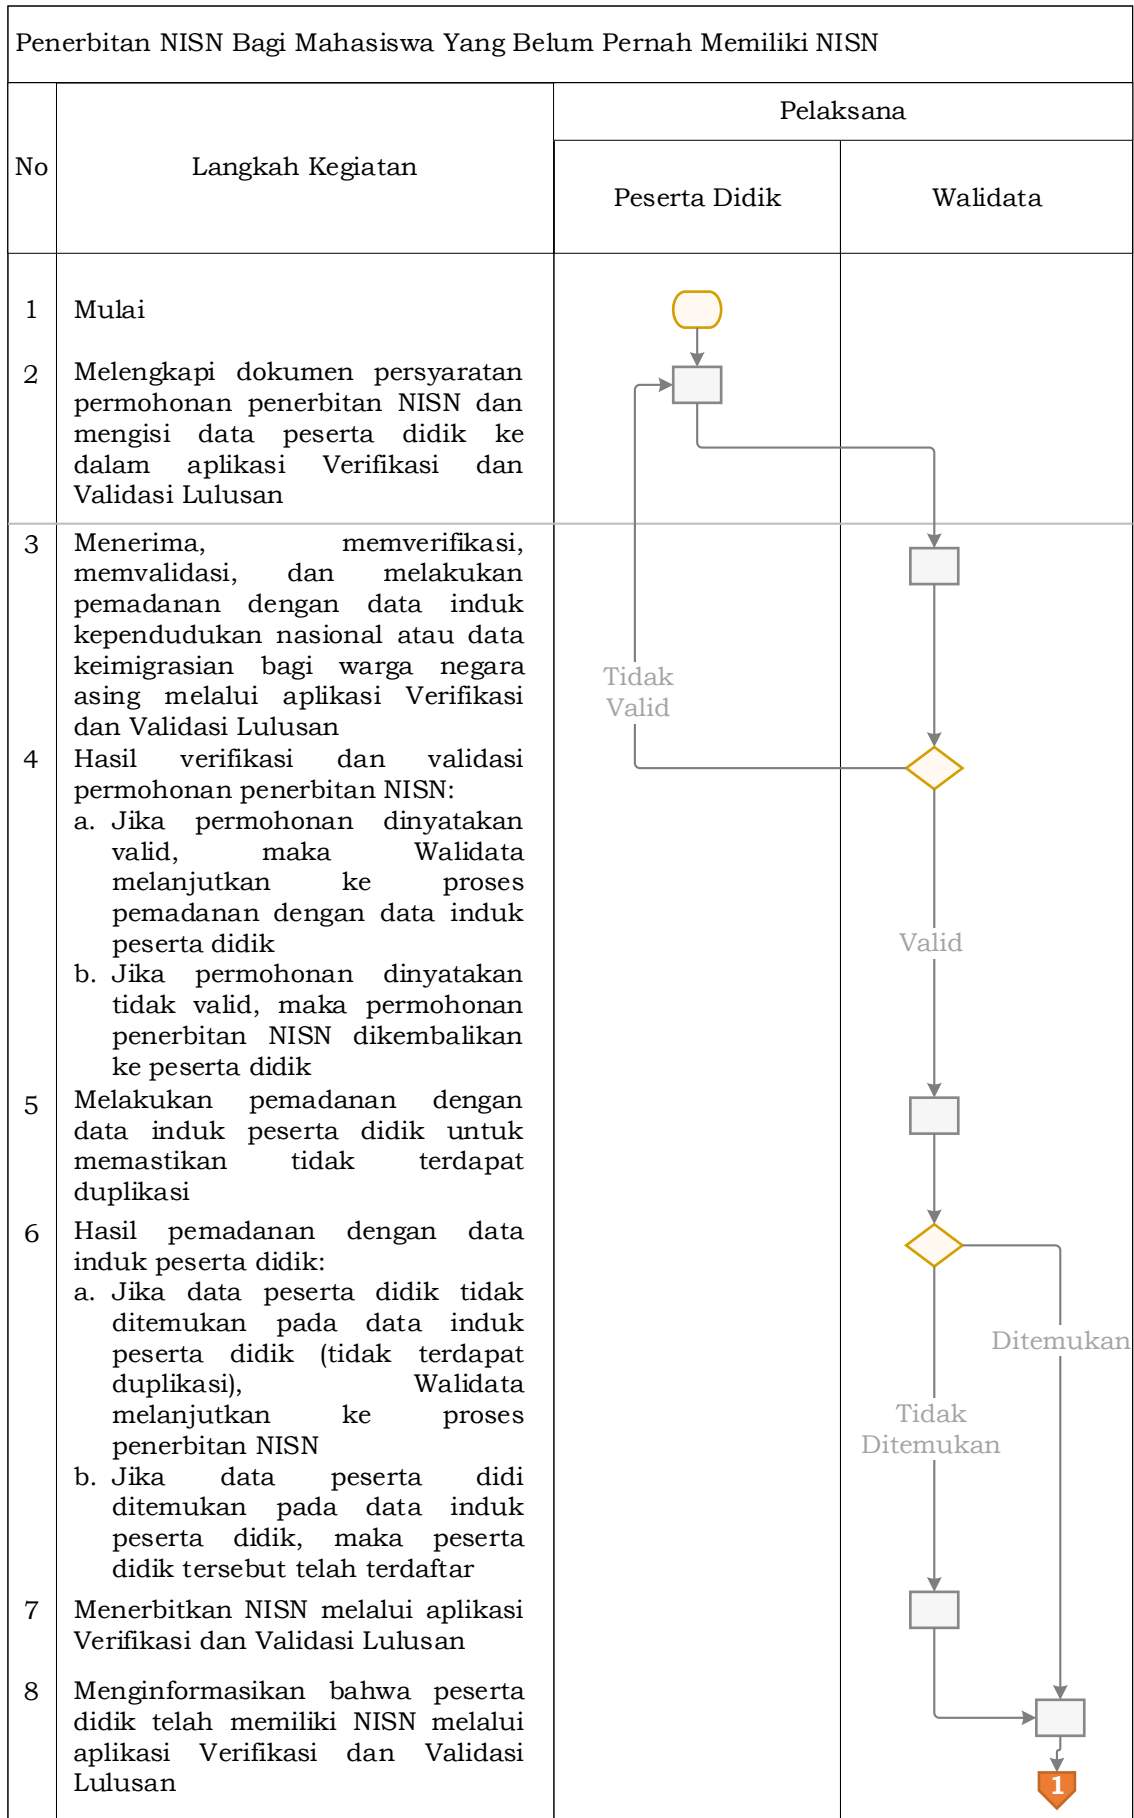 Penerbitan NISN Bagi Mahasiswa Yang Belum Pernah Memiliki NISN
No
Langkah Kegiatan
Pelaksana
Peserta Didik
Walidata
1
Mulai
2
Melengkapi dokumen persyaratan
permohonan penerbitan NISN dan
mengisi data peserta didik ke
dalam aplikasi Verifikasi dan
Validasi Lulusan
3
Menerima, memverifikasi,
memvalidasi, dan melakukan
pemadanan dengan data induk
kependudukan nasional atau data
keimigrasian bagi warga negara
asing melalui aplikasi Verifikasi
dan Validasi Lulusan
Tidak
Valid
4
Hasil verifikasi dan validasi
permohonan penerbitan NISN:
a. Jika permohonan dinyatakan
valid, maka Walidata
melanjutkan ke proses
pemadanan dengan data induk
peserta didik
b. Jika permohonan dinyatakan
tidak valid, maka permohonan
penerbitan NISN dikembalikan
ke peserta didik
Valid
5
Melakukan pemadanan dengan
data induk peserta didik untuk
memastikan tidak terdapat
duplikasi
6
Hasil pemadanan dengan data
induk peserta didik:
a. Jika data peserta didik tidak
ditemukan pada data induk
peserta didik (tidak terdapat
duplikasi), Walidata
melanjutkan ke proses
penerbitan NISN
b. Jika data peserta didi
ditemukan pada data induk
peserta didik, maka peserta
didik tersebut telah terdaftar
Ditemukan
Tidak
Ditemukan
7
Menerbitkan NISN melalui aplikasi
Verifikasi dan Validasi Lulusan
8
Menginformasikan bahwa peserta
didik telah memiliki NISN melalui
aplikasi Verifikasi dan Validasi
Lulusan
1